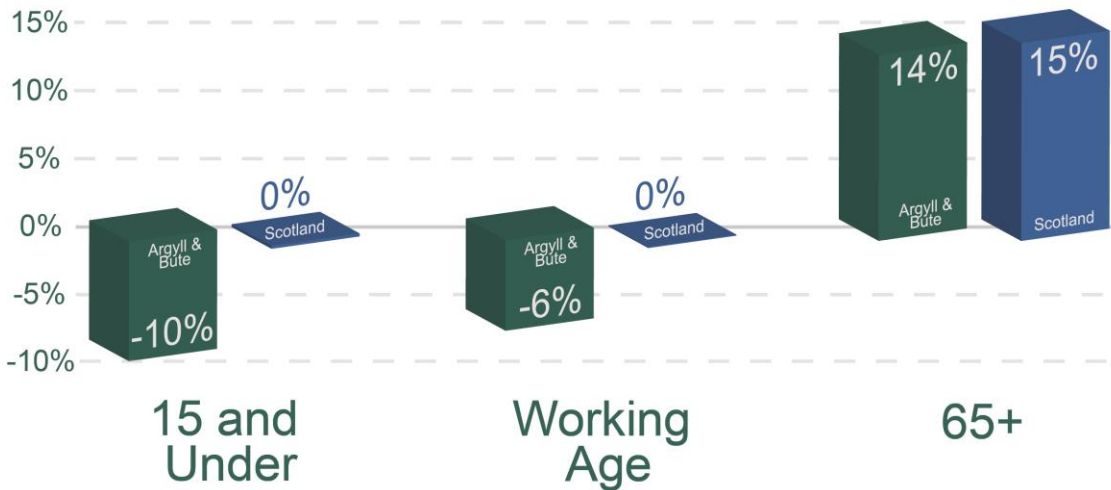 15%
10%
5%
0%
-5%
-10%
Argyll &
Bute
-10%
0%
Scotland
Argyll &
Bute
-6%
0%
Scotland
14%
Argyll &
Bute
15%
Scotland
15 and
Under
Working
Age
65+